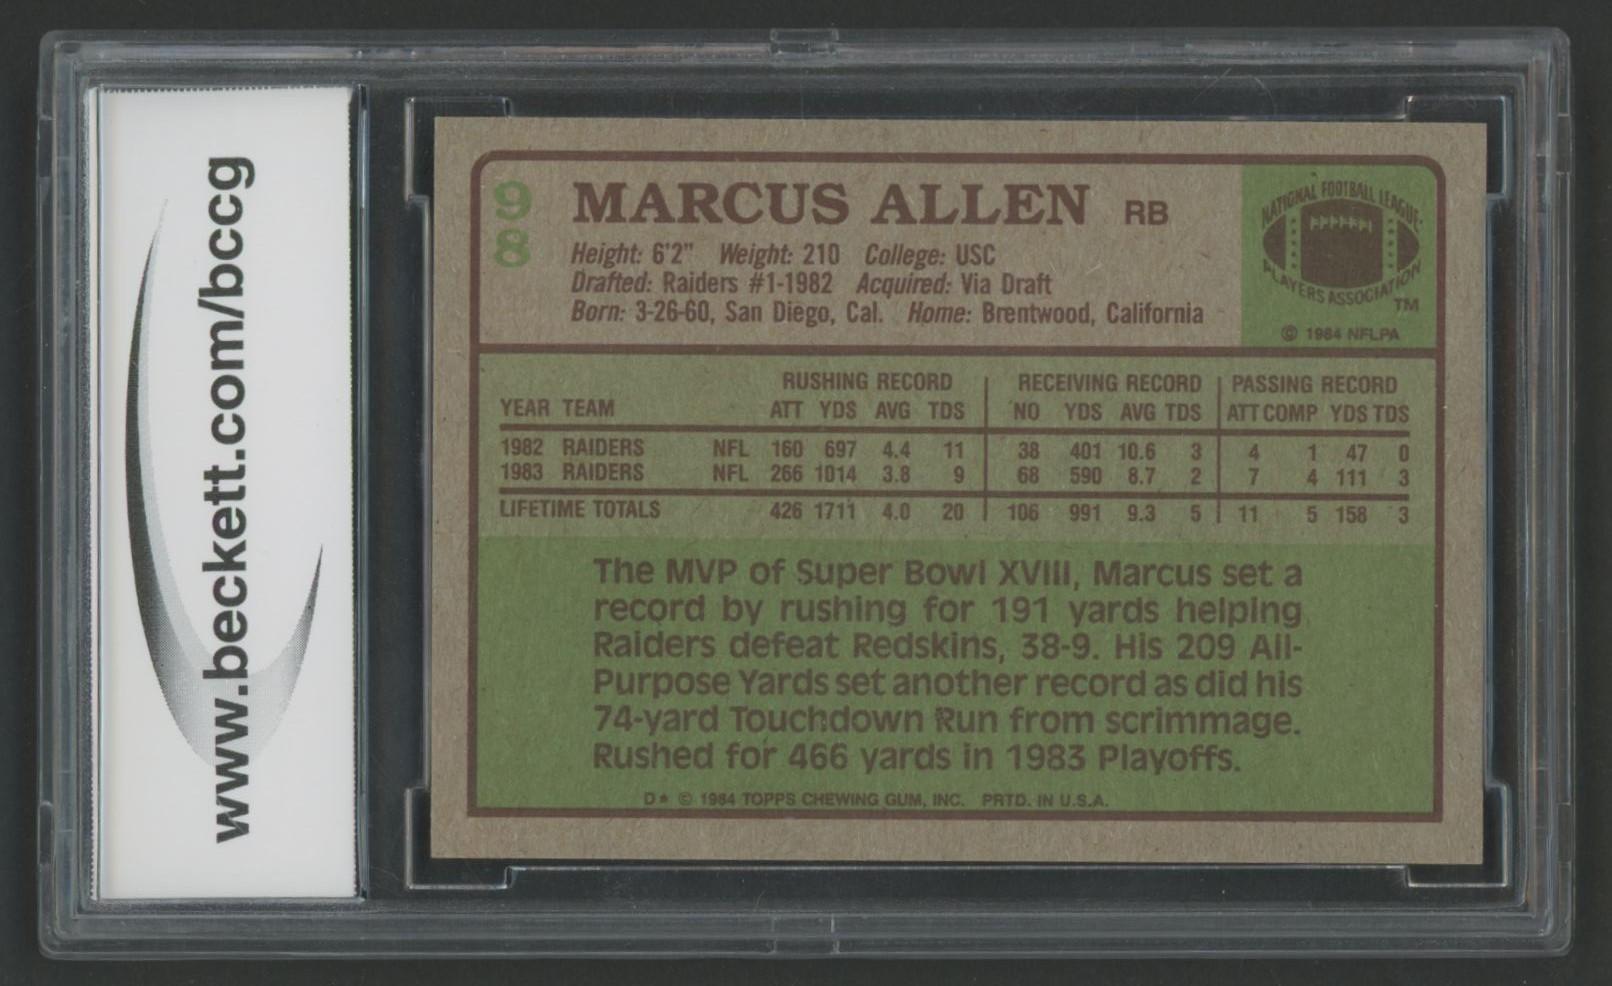 www.beckett.com/bccg
98
MARCUS ALLEN RB
Height: 6'2" Weight: 210 College: USC
Drafted: Raiders #1-1982 Acquired: Via Draft
Born: 3-26-60, San Diego, Cal. Home: Brentwood, California
NATIONAL FOOTBALL LEAGUE
PLAYERS ASSOCIATION
TM
© 1984 NFLPA
RUSHING RECORD RECEIVING RECORD PASSING RECORD
YEAR TEAM ATT YDS AVG TDS NO YDS AVG TDS ATT COMP YDS TDS
1982 RAIDERS NFL 160 697 4.4 11 38 401 10.6 3 4 1 47 0
1983 RAIDERS NFL 266 1014 3.8 9 68 590 8.7 2 7 4 111 3
LIFETIME TOTALS 426 1711 4.0 20 106 991 9.3 5 11 5 158 3
The MVP of Super Bowl XVIII, Marcus set a
record by rushing for 191 yards helping
Raiders defeat Redskins, 38-9. His 209 All-
Purpose Yards set another record as did his
74-yard Touchdown Run from scrimmage.
Rushed for 466 yards in 1983 Playoffs.
D* © 1984 TOPPS CHEWING GUM, INC. PRTD. IN U.S.A.